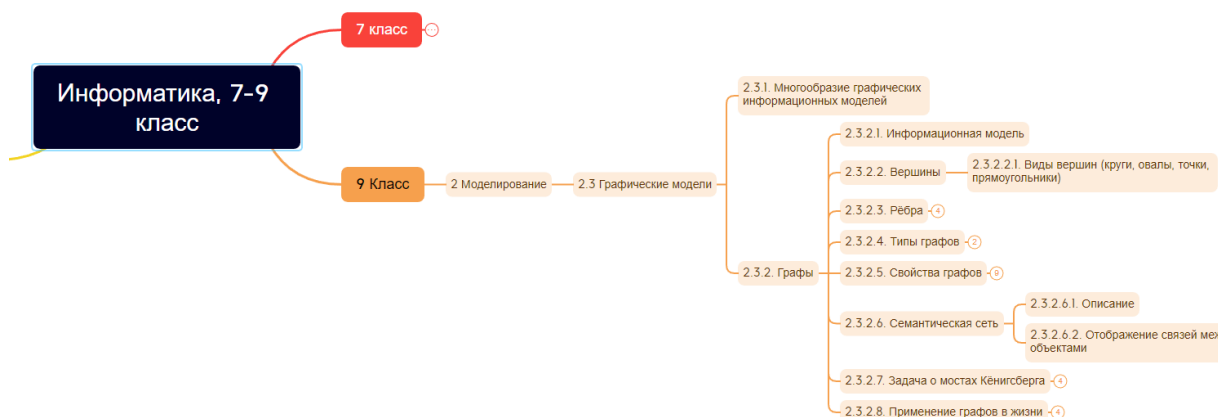 7 класс
Информатика, 7-9
класс
9 Класс
2 Моделирование
2.3 Графические модели
2.3.1. Многообразие графических
информационных моделей
2.3.2. Графы
2.3.2.1. Информационная модель
2.3.2.2. Вершины
2.3.2.2.1. Виды вершин (круги, овалы, точки,
прямоугольники)
2.3.2.3. Рёбра
4
2.3.2.4. Типы графов
2
2.3.2.5. Свойства графов
9
2.3.2.6. Семантическая сеть
2.3.2.6.1. Описание
2.3.2.6.2. Отображение связей меж
объектами
2.3.2.7. Задача о мостах Кёнигсберга
4
2.3.2.8. Применение графов в жизни
4